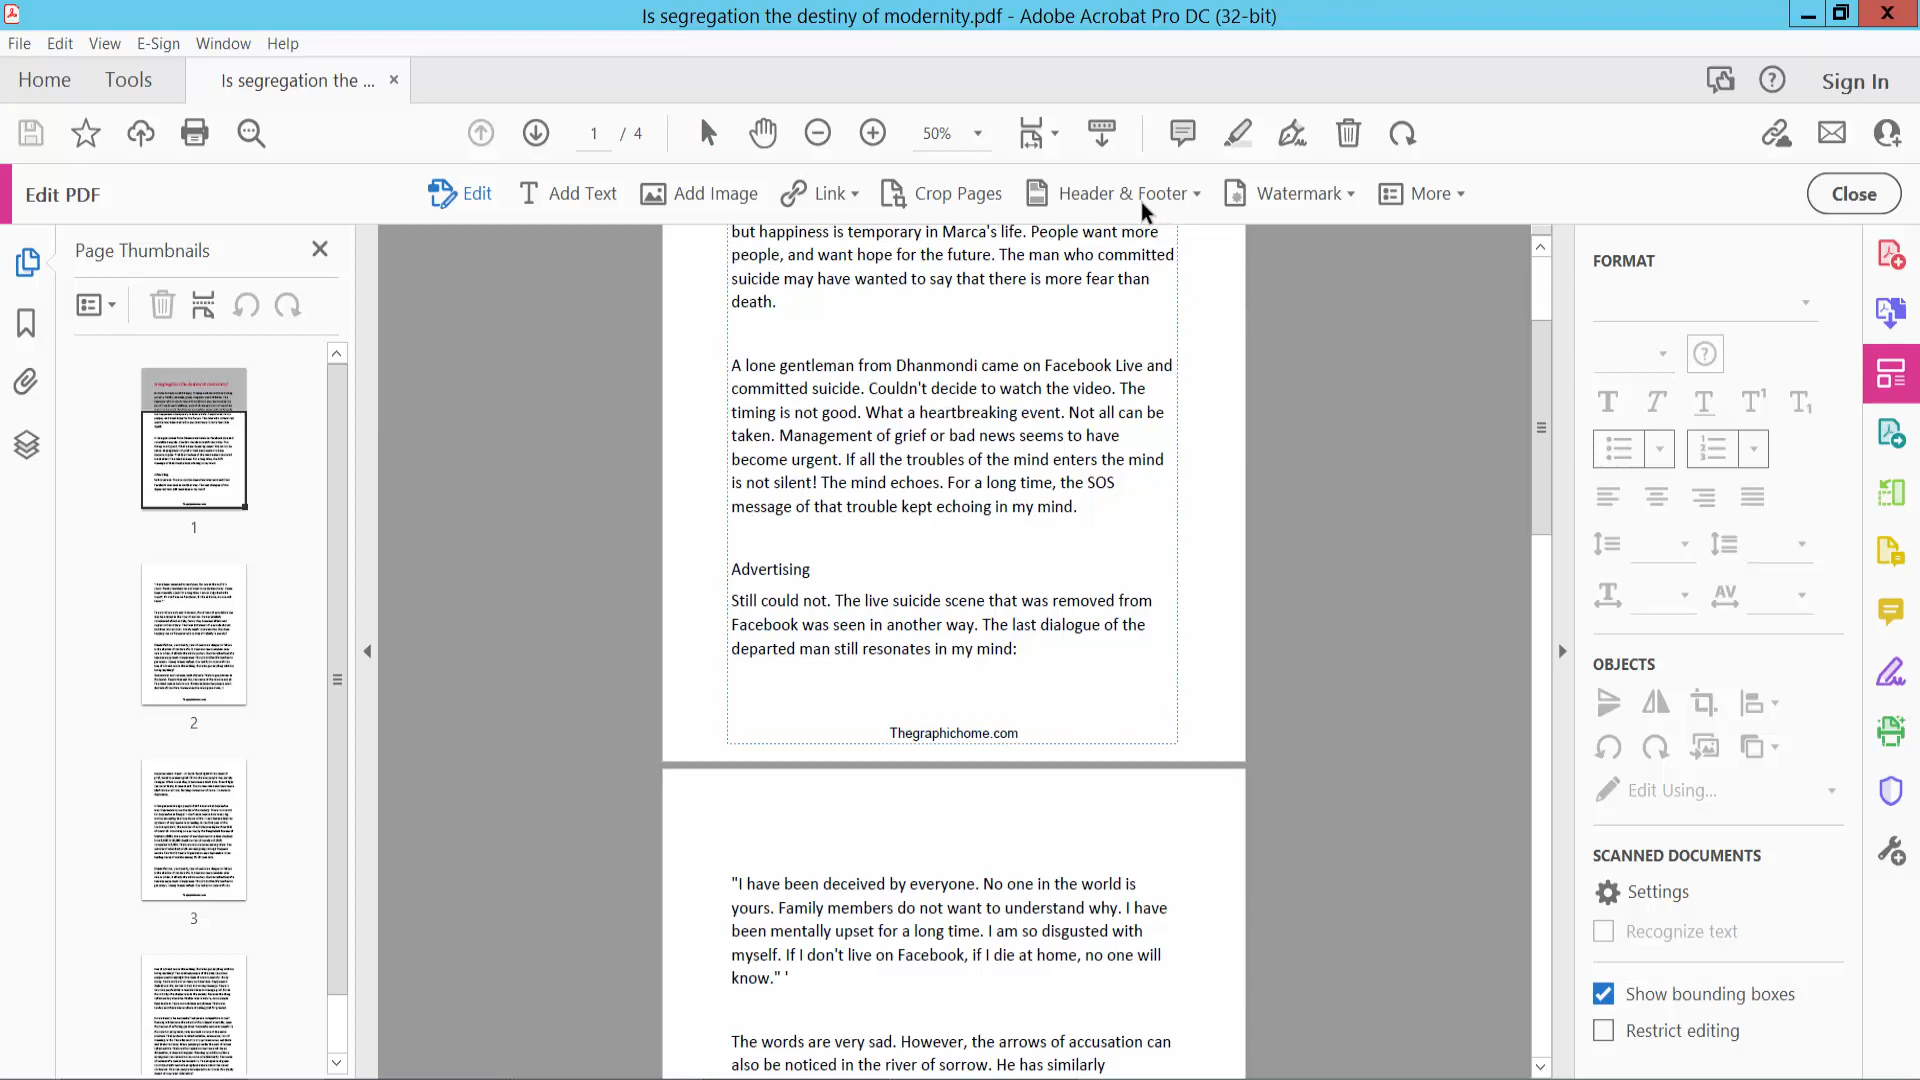 Is segregation the destiny of modernity.pdf - Adobe Acrobat Pro DC (32-bit)
File Edit View E-Sign Window Help
Home Tools Is segregation the ... Sign In
1 / 4 50%
Edit PDF Edit Add Text Add Image Link Crop Pages Header & Footer Watermark More Close
Page Thumbnails
1
2
3
but happiness is temporary in Marca's life. People want more
people, and want hope for the future. The man who committed
suicide may have wanted to say that there is more fear than
death.
A lone gentleman from Dhanmondi came on Facebook Live and
committed suicide. Couldn't decide to watch the video. The
timing is not good. What a heartbreaking event. Not all can be
taken. Management of grief or bad news seems to have
become urgent. If all the troubles of the mind enters the mind
is not silent! The mind echoes. For a long time, the SOS
message of that trouble kept echoing in my mind.
Advertising
Still could not. The live suicide scene that was removed from
Facebook was seen in another way. The last dialogue of the
departed man still resonates in my mind:
Thegraphichome.com
"I have been deceived by everyone. No one in the world is
yours. Family members do not want to understand why. I have
been mentally upset for a long time. I am so disgusted with
myself. If I don't live on Facebook, if I die at home, no one will
know." '
The words are very sad. However, the arrows of accusation can
also be noticed in the river of sorrow. He has similarly
FORMAT
OBJECTS
Edit Using...
SCANNED DOCUMENTS
Settings
Recognize text
Show bounding boxes
Restrict editing